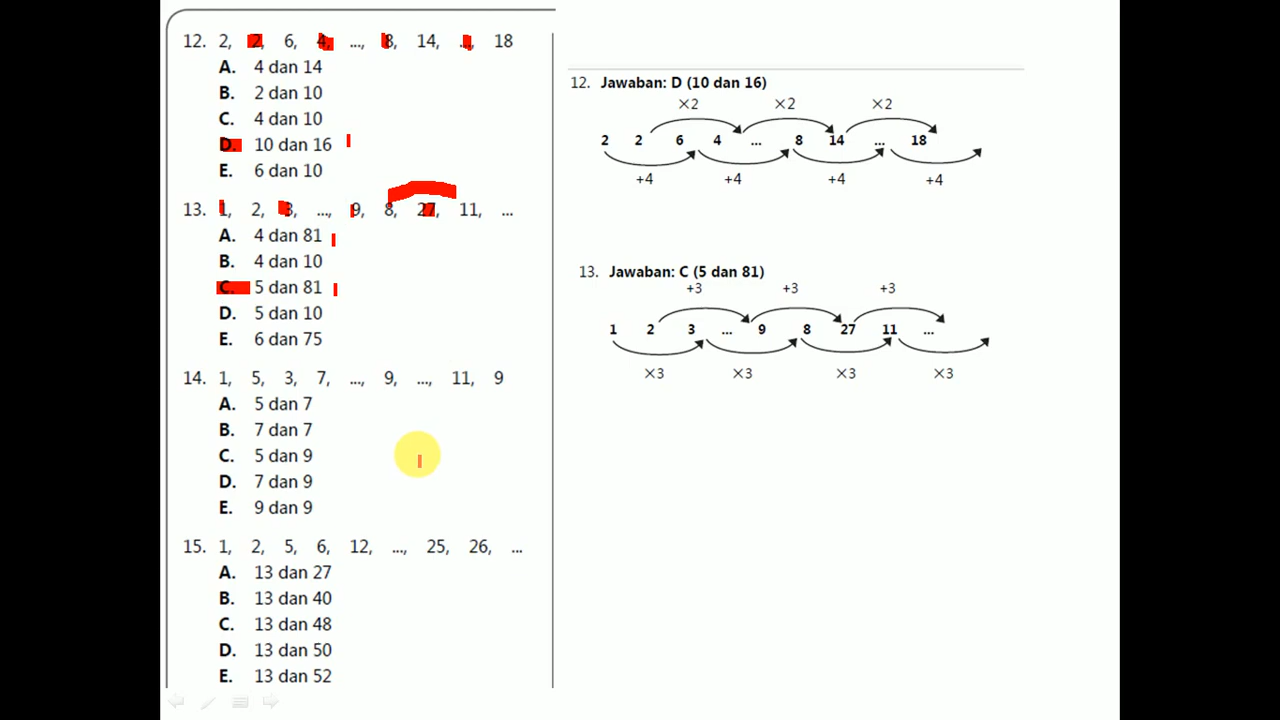 12. 2, 2, 6, 4, ..., 8, 14, ..., 18
A. 4 dan 14
B. 2 dan 10
C. 4 dan 10
D. 10 dan 16
E. 6 dan 10
13. 1, 2, 3, ..., 9, 8, 27, 11, ...
A. 4 dan 81
B. 4 dan 10
C. 5 dan 81
D. 5 dan 10
E. 6 dan 75
14. 1, 5, 3, 7, ..., 9, ..., 11, 9
A. 5 dan 7
B. 7 dan 7
C. 5 dan 9
D. 7 dan 9
E. 9 dan 9
15. 1, 2, 5, 6, 12, ..., 25, 26, ...
A. 13 dan 27
B. 13 dan 40
C. 13 dan 48
D. 13 dan 50
E. 13 dan 52
12. Jawaban: D (10 dan 16)
×2 ×2 ×2
2 2 6 4 ... 8 14 ... 18
+4 +4 +4 +4
13. Jawaban: C (5 dan 81)
+3 +3 +3
1 2 3 ... 9 8 27 11 ...
×3 ×3 ×3 ×3